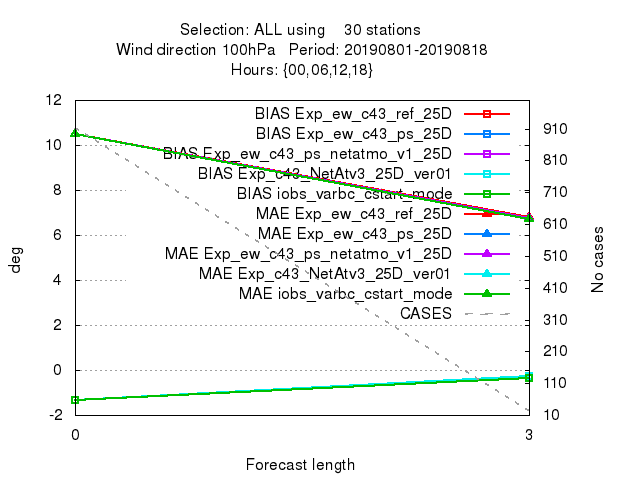 Selection: ALL using 30 stations
Wind direction 100hPa Period: 20190801-20190818
Hours: {00,06,12,18}
12
10
8
6
4
2
0
-2
deg
BIAS Exp_ew_c43_ref_25D
BIAS Exp_ew_c43_ps_25D
BIAS Exp_ew_c43_ps_netatmo_v1_25D
BIAS Exp_c43_NetAtv3_25D_ver01
BIAS iobs_varbc_cstart_mode
MAE Exp_ew_c43_ref_25D
MAE Exp_ew_c43_ps_25D
MAE Exp_ew_c43_ps_netatmo_v1_25D
MAE Exp_c43_NetAtv3_25D_ver01
MAE iobs_varbc_cstart_mode
CASES
910
810
710
610
510
410
310
210
110
10
No cases
0
3
Forecast length